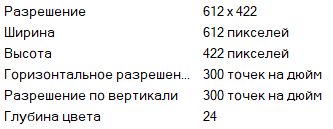 Разрешение 612 x 422
Ширина 612 пикселей
Высота 422 пикселей
Горизонтальное разрешен... 300 точек на дюйм
Разрешение по вертикали 300 точек на дюйм
Глубина цвета 24